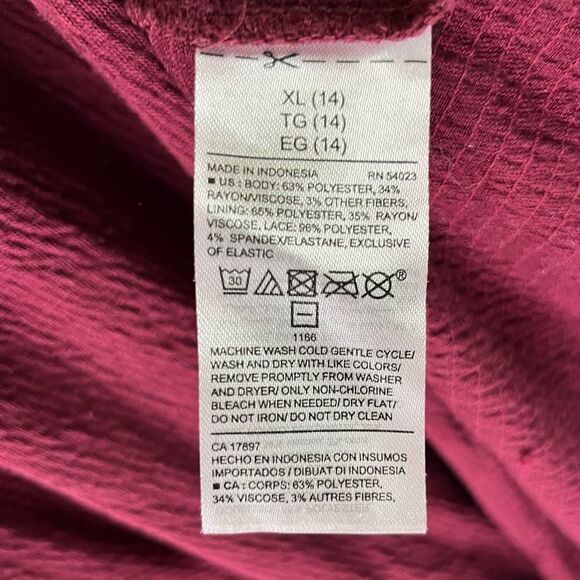 XL (14)
TG (14)
EG (14)
MADE IN INDONESIA RN 54023
■ US : BODY: 63% POLYESTER, 34%
RAYON/VISCOSE, 3% OTHER FIBERS,
LINING: 65% POLYESTER, 35% RAYON/
VISCOSE, LACE: 96% POLYESTER,
4% SPANDEX/ELASTANE, EXCLUSIVE
OF ELASTIC
30 ®
1166
MACHINE WASH COLD GENTLE CYCLE/
WASH AND DRY WITH LIKE COLORS/
REMOVE PROMPTLY FROM WASHER
AND DRYER/ ONLY NON-CHLORINE
BLEACH WHEN NEEDED/ DRY FLAT/
DO NOT IRON/ DO NOT DRY CLEAN
CA 17897
HECHO EN INDONESIA CON INSUMOS
IMPORTADOS / DIBUAT DI INDONESIA
■ CA : CORPS: 63% POLYESTER,
34% VISCOSE, 3% AUTRES FIBRES,